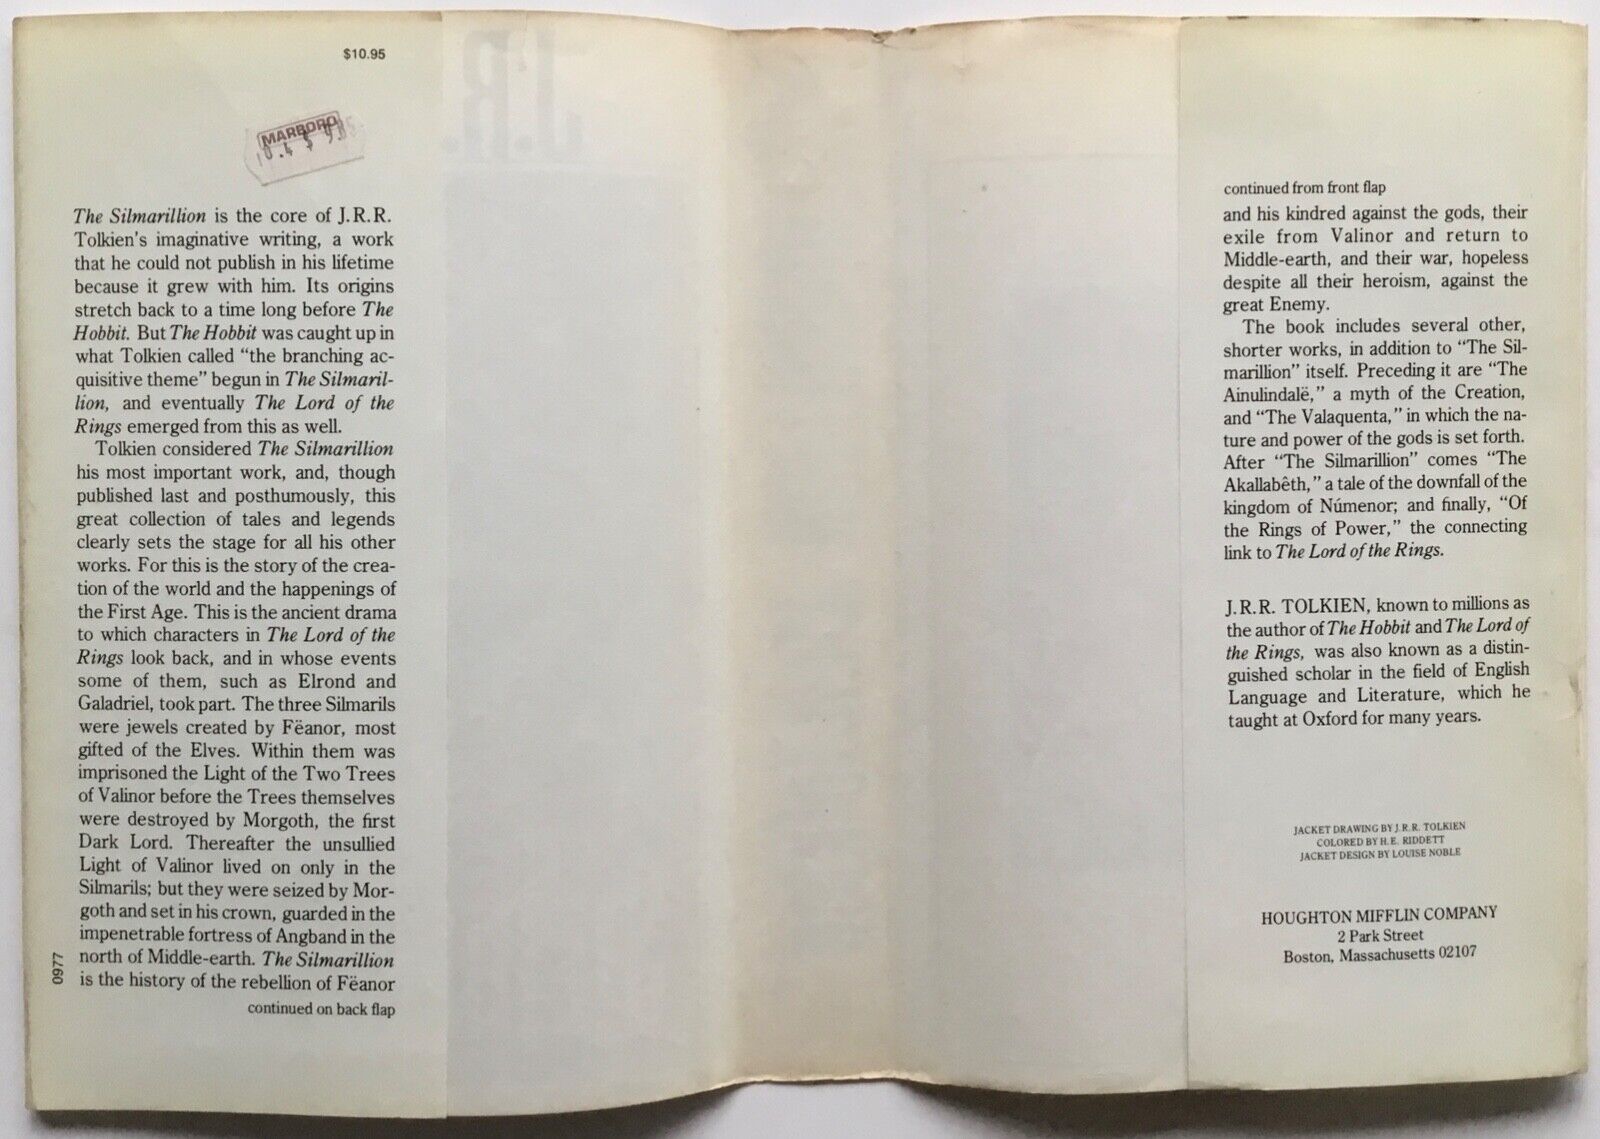 $10.95
MARBORO
The Silmarillion is the core of J.R.R.
Tolkien's imaginative writing, a work
that he could not publish in his lifetime
because it grew with him. Its origins
stretch back to a time long before The
Hobbit. But The Hobbit was caught up in
what Tolkien called “the branching ac-
quisitive theme” begun in The Silmaril-
lion, and eventually The Lord of the
Rings emerged from this as well.
Tolkien considered The Silmarillion
his most important work, and, though
published last and posthumously, this
great collection of tales and legends
clearly sets the stage for all his other
works. For this is the story of the crea-
tion of the world and the happenings of
the First Age. This is the ancient drama
to which characters in The Lord of the
Rings look back, and in whose events
some of them, such as Elrond and
Galadriel, took part. The three Silmarils
were jewels created by Fëanor, most
gifted of the Elves. Within them was
imprisoned the Light of the Two Trees
of Valinor before the Trees themselves
were destroyed by Morgoth, the first
Dark Lord. Thereafter the unsullied
Light of Valinor lived on only in the
Silmarils; but they were seized by Mor-
goth and set in his crown, guarded in the
impenetrable fortress of Angband in the
north of Middle-earth. The Silmarillion
is the history of the rebellion of Fëanor
continued on back flap
0977
J.R.
continued from front flap
and his kindred against the gods, their
exile from Valinor and return to
Middle-earth, and their war, hopeless
despite all their heroism, against the
great Enemy.
The book includes several other,
shorter works, in addition to “The Sil-
marillion” itself. Preceding it are “The
Ainulindalë,” a myth of the Creation,
and “The Valaquenta,” in which the na-
ture and power of the gods is set forth.
After “The Silmarillion” comes “The
Akallabêth,” a tale of the downfall of the
kingdom of Númenor; and finally, “Of
the Rings of Power,” the connecting
link to The Lord of the Rings.
J.R.R. TOLKIEN, known to millions as
the author of The Hobbit and The Lord of
the Rings, was also known as a distin-
guished scholar in the field of English
Language and Literature, which he
taught at Oxford for many years.
JACKET DRAWING BY J.R.R. TOLKIEN
COLORED BY H.E. RIDDETT
JACKET DESIGN BY LOUISE NOBLE
HOUGHTON MIFFLIN COMPANY
2 Park Street
Boston, Massachusetts 02107